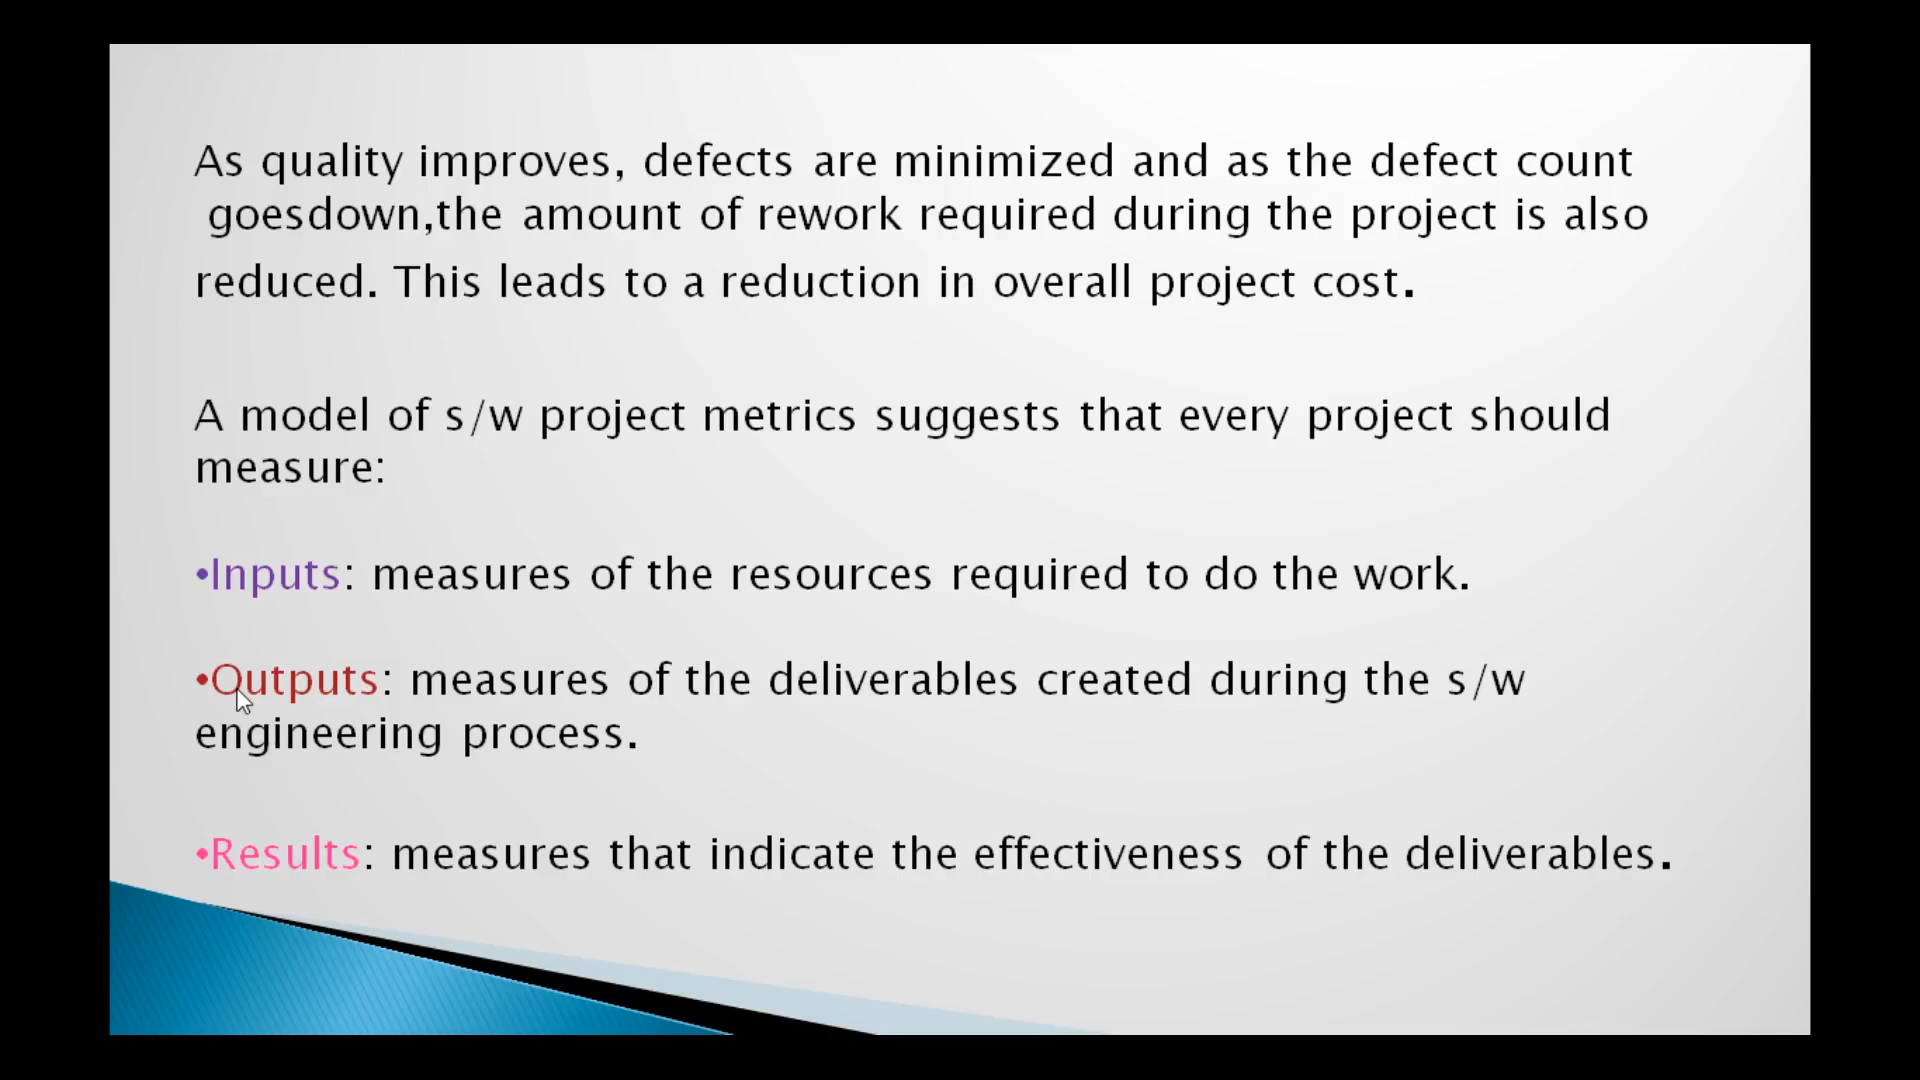 As quality improves, defects are minimized and as the defect count
goesdown,the amount of rework required during the project is also
reduced. This leads to a reduction in overall project cost.
A model of s/w project metrics suggests that every project should
measure:
•Inputs: measures of the resources required to do the work.
•Outputs: measures of the deliverables created during the s/w
engineering process.
•Results: measures that indicate the effectiveness of the deliverables.